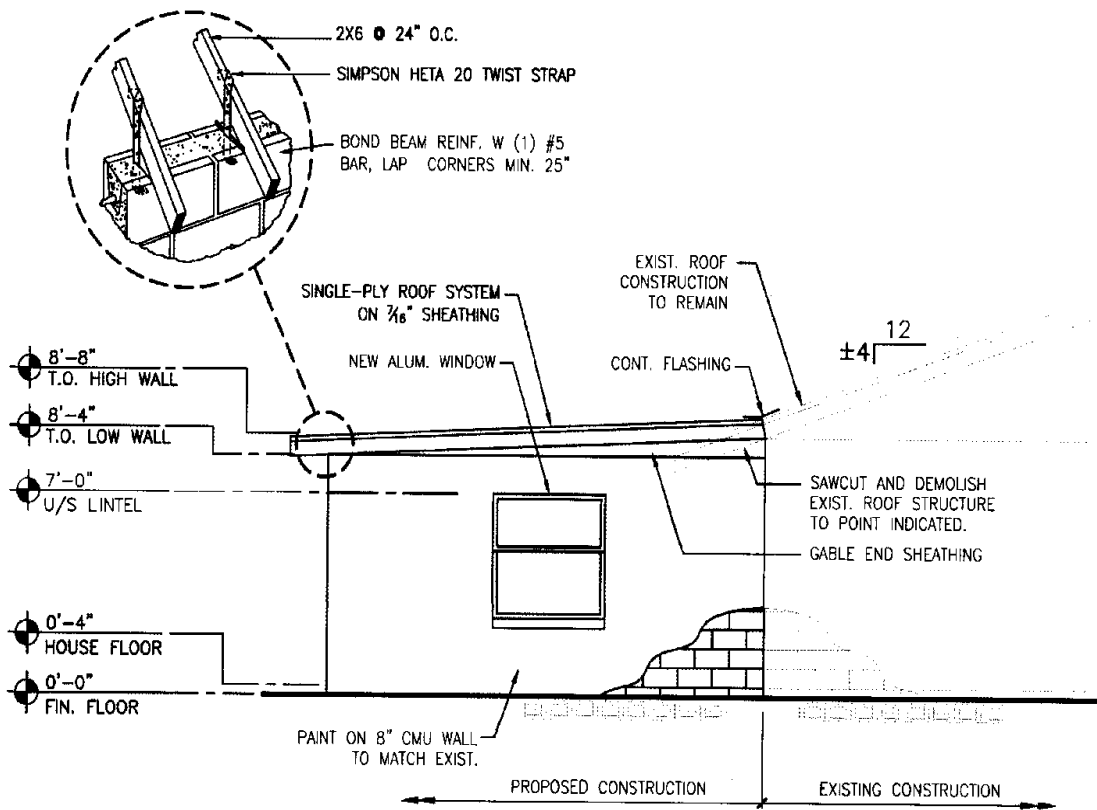 2X6 @ 24" O.C.
SIMPSON HETA 20 TWIST STRAP
BOND BEAM REINF. W (1) #5
BAR, LAP CORNERS MIN. 25"
EXIST. ROOF
CONSTRUCTION
TO REMAIN
SINGLE-PLY ROOF SYSTEM
ON 7/16" SHEATHING
12
±4
NEW ALUM. WINDOW
CONT. FLASHING
8'-8"
T.O. HIGH WALL
8'-4"
T.O. LOW WALL
7'-0"
U/S LINTEL
SAWCUT AND DEMOLISH
EXIST. ROOF STRUCTURE
TO POINT INDICATED.
GABLE END SHEATHING
0'-4"
HOUSE FLOOR
0'-0"
FIN. FLOOR
PAINT ON 8" CMU WALL
TO MATCH EXIST.
PROPOSED CONSTRUCTION
EXISTING CONSTRUCTION